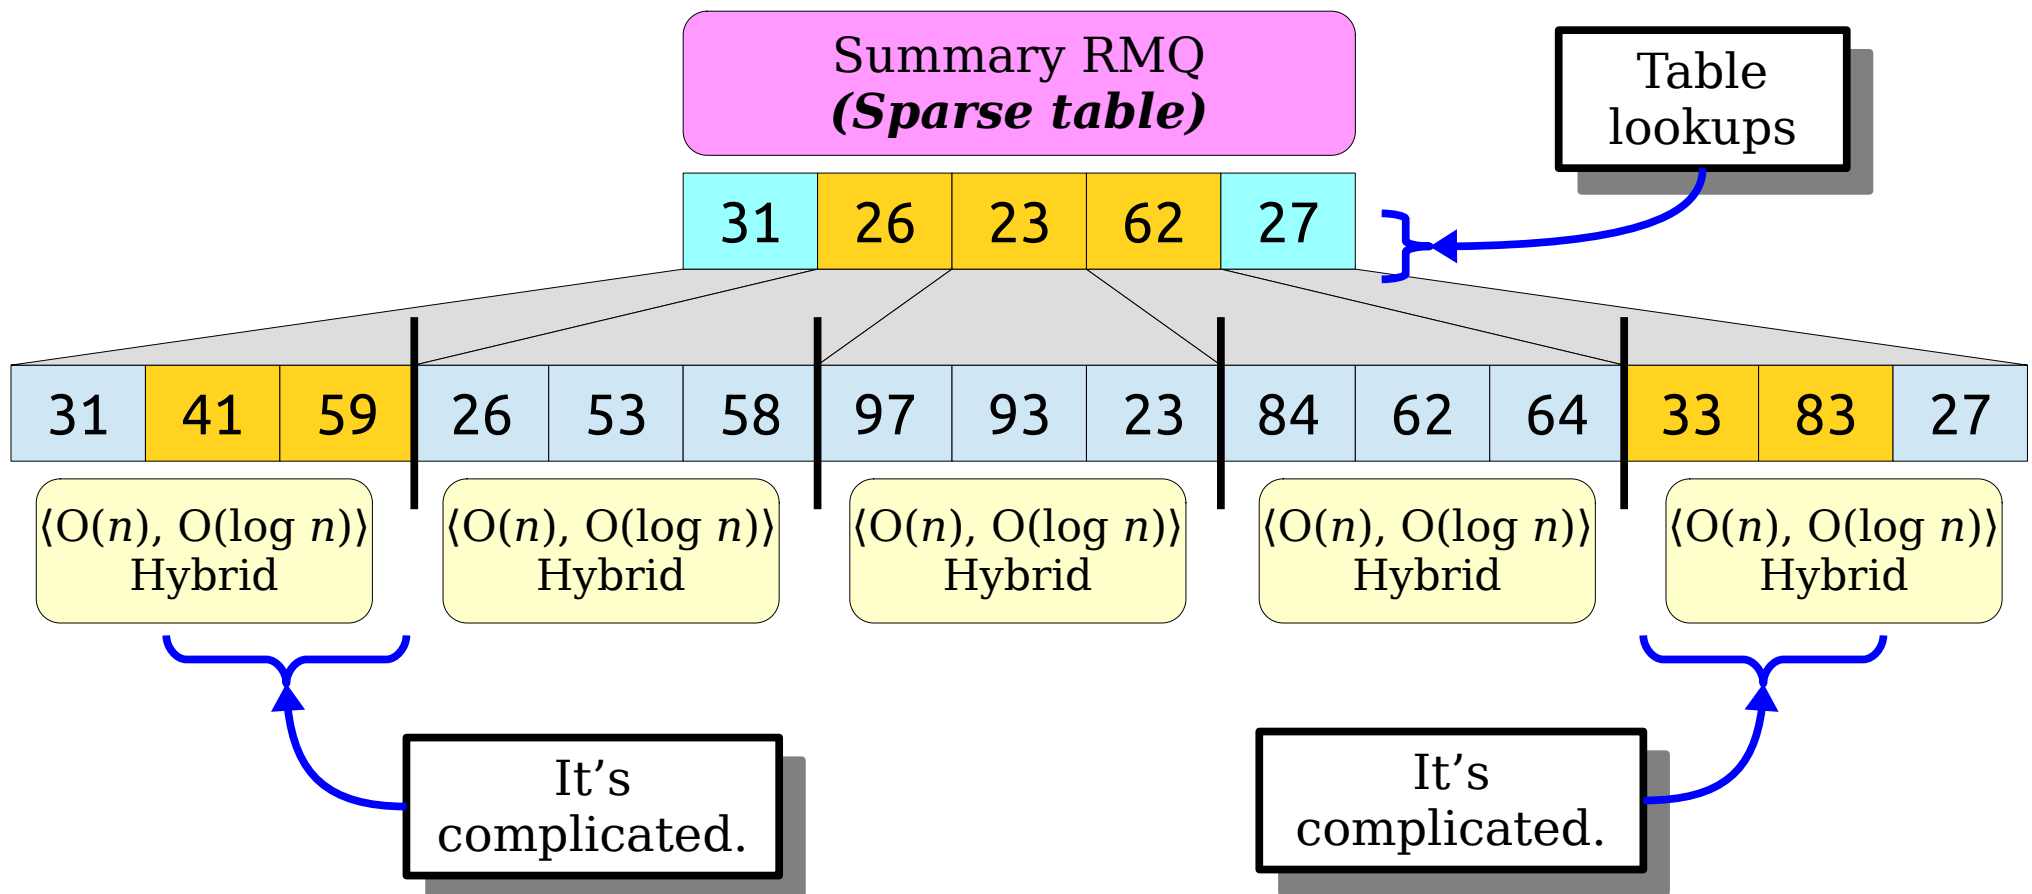 Summary RMQ
(Sparse table)
Table
lookups
31 26 23 62 27
31 41 59 26 53 58 97 93 23 84 62 64 33 83 27
⟨O(n), O(log n)⟩
Hybrid
⟨O(n), O(log n)⟩
Hybrid
⟨O(n), O(log n)⟩
Hybrid
⟨O(n), O(log n)⟩
Hybrid
⟨O(n), O(log n)⟩
Hybrid
It’s
complicated.
It’s
complicated.